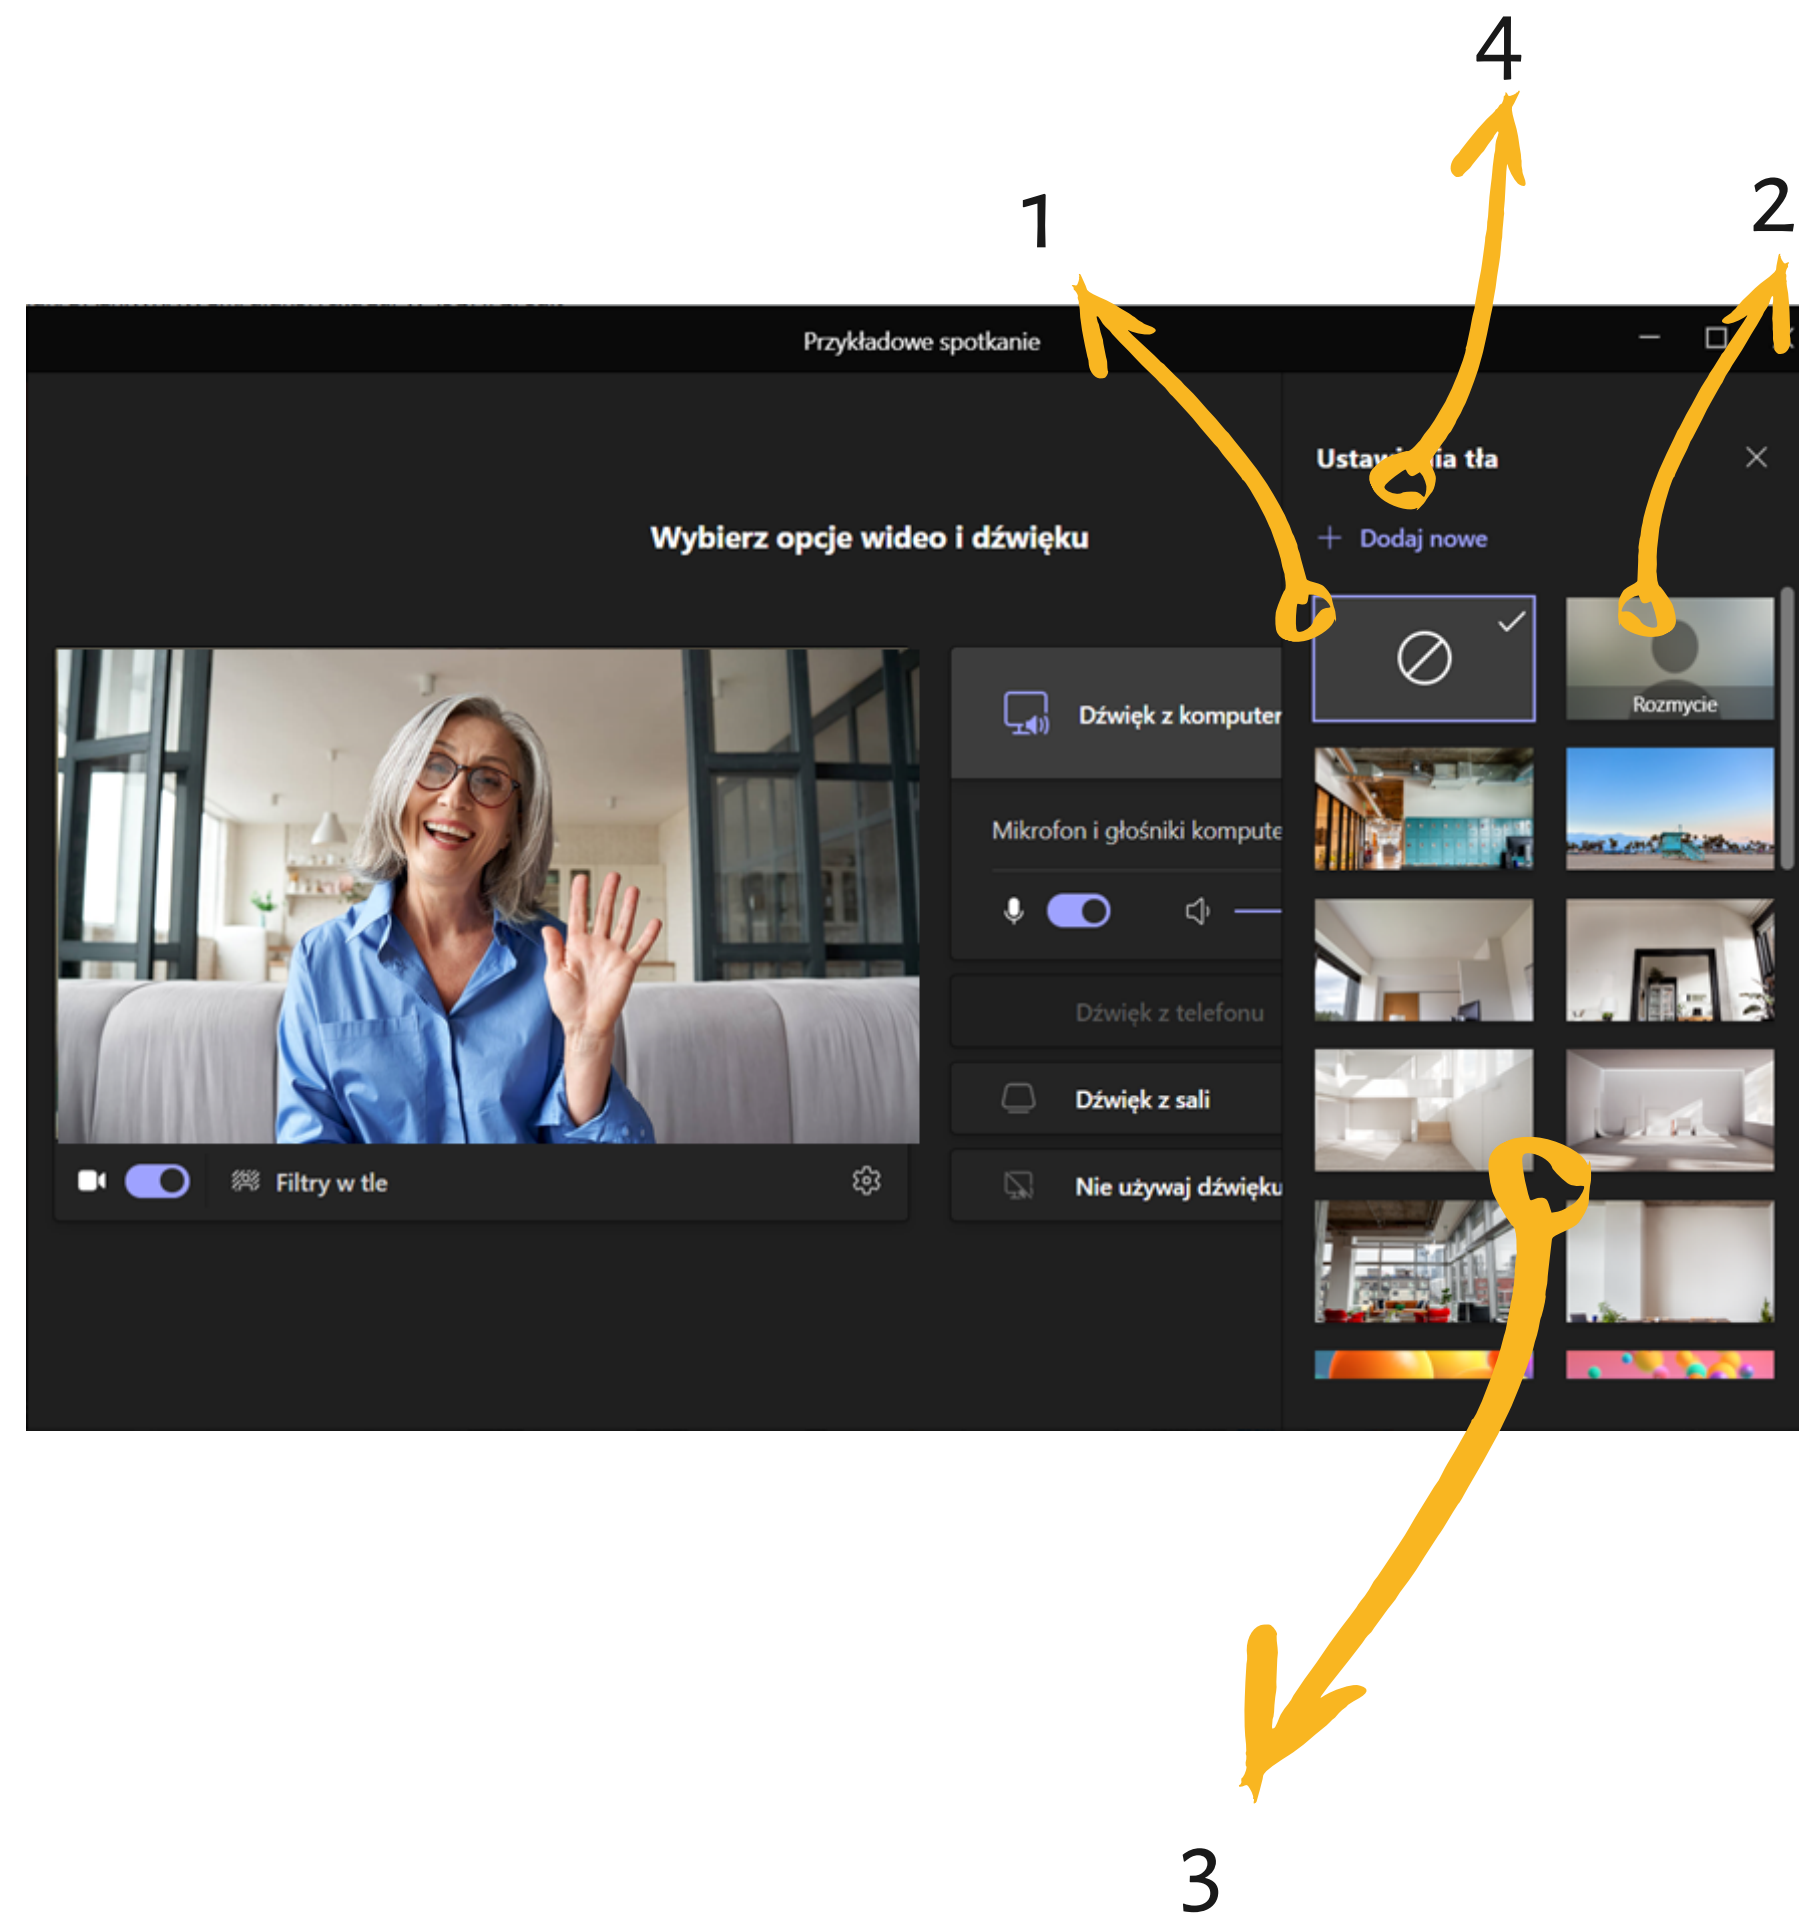 4
1
2
Przykładowe spotkanie
Ustawienia tła
Wybierz opcje wideo i dźwięku
+ Dodaj nowe
Rozmycie
Dźwięk z komputer
Mikrofon i głośniki kompute
Dźwięk z telefonu
Dźwięk z sali
Filtry w tle
Nie używaj dźwięku
3